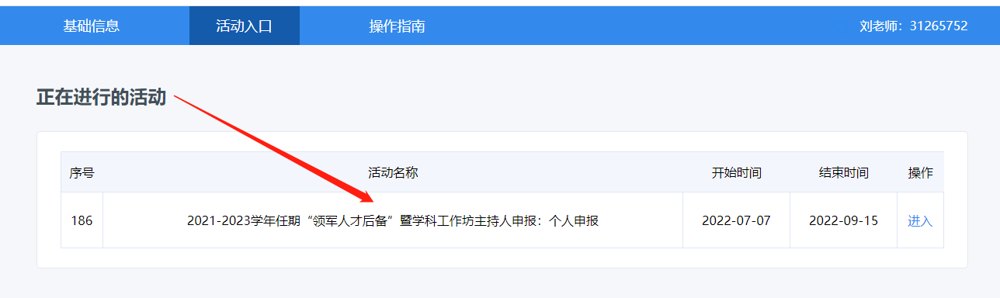 基础信息 活动入口 操作指南 刘老师：31265752
正在进行的活动
序号 活动名称 开始时间 结束时间 操作
186 2021-2023学年任期“领军人才后备”暨学科工作坊主持人申报：个人申报 2022-07-07 2022-09-15 进入